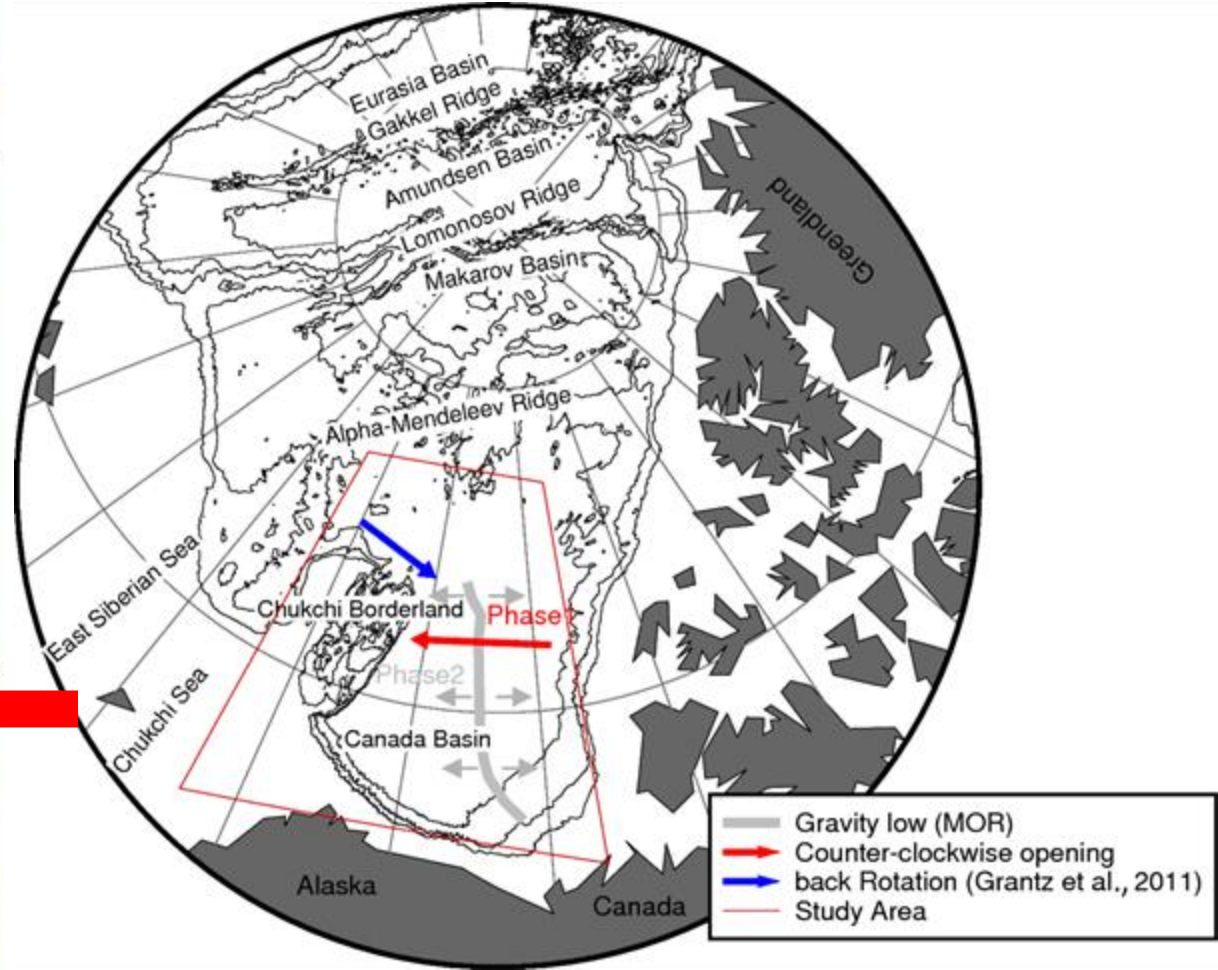 Eurasia Basin
Gakkel Ridge
Amundsen Basin
Lomonosov Ridge
Makarov Basin
Greendland
Alpha-Mendeleev Ridge
East Siberian Sea
Chukchi Borderland
Phase1
Phase2
Chukchi Sea
Canada Basin
Alaska
Canada
Gravity low (MOR)
Counter-clockwise opening
back Rotation (Grantz et al., 2011)
Study Area